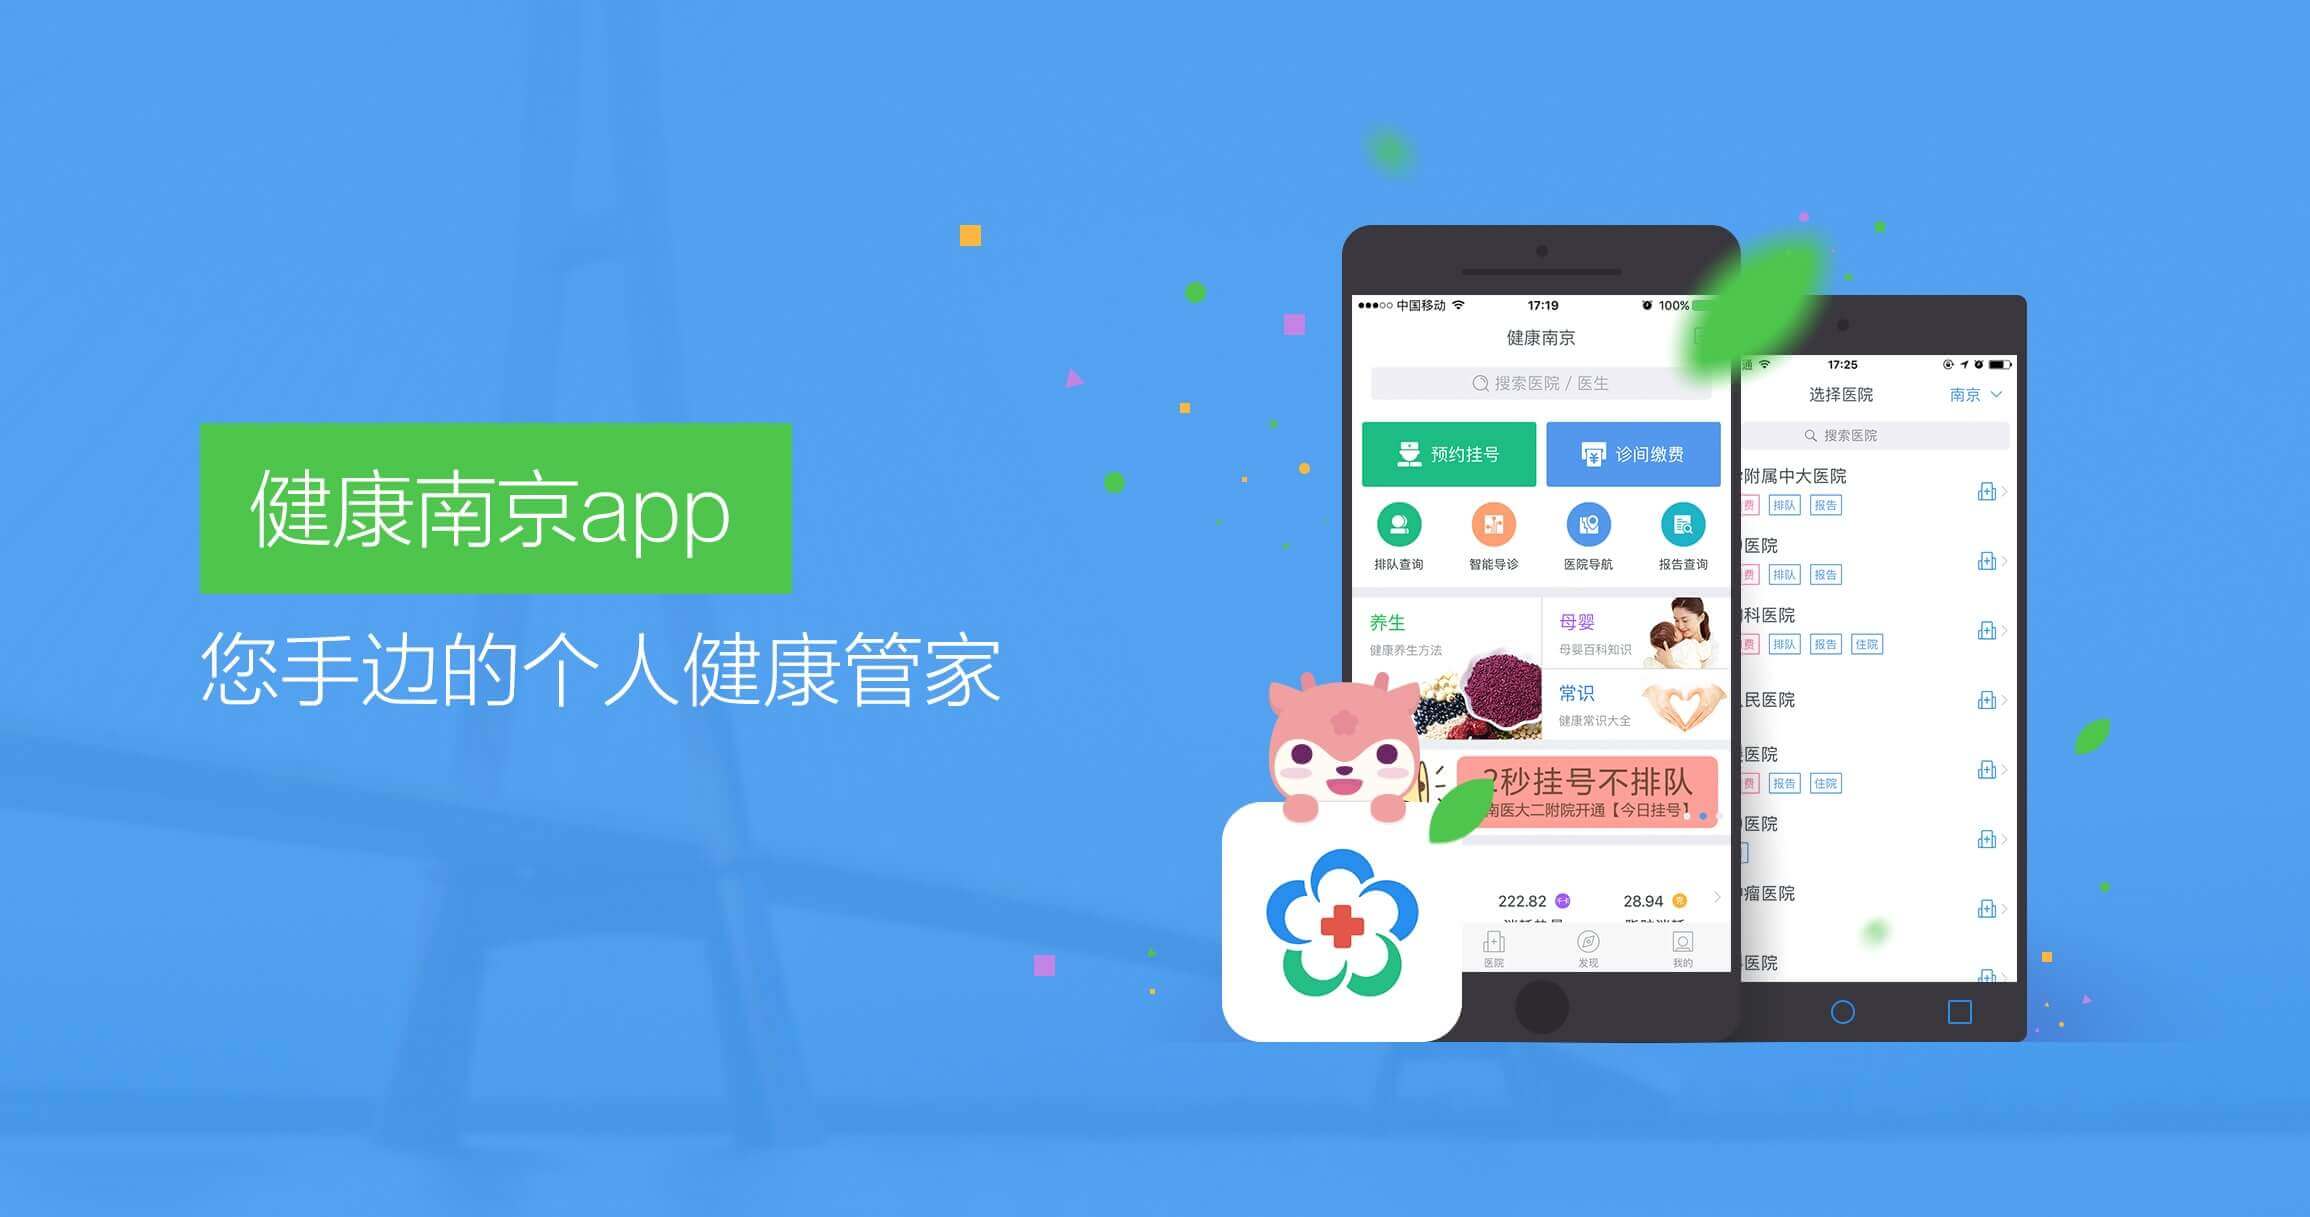 健康南京app
您手边的个人健康管家
中国移动 17:19 100%
健康南京
搜索医院 / 医生
预约挂号 诊间缴费
排队查询 智能导诊 医院导航 报告查询
养生
健康养生方法
母婴
母婴百科知识
常识
健康常识大全
2秒挂号不排队
南医大二附院开通【今日挂号】
222.82 28.94
医院 发现 我的
通 17:25
选择医院 南京
搜索医院
附属中大医院
费 排队 报告
医院
费 排队 报告
科医院
费 排队 报告 住院
民医院
医院
费 报告 住院
医院
瘤医院
医院